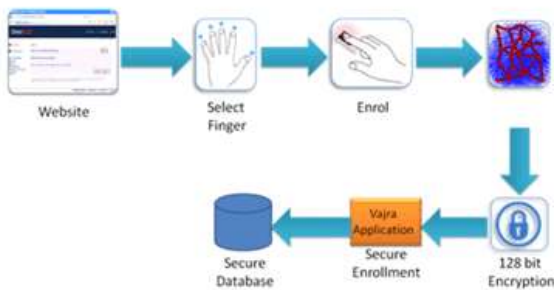 Website
Select
Finger
Enrol
128 bit
Encryption
Vajra
Application
Secure
Enrollment
Secure
Database